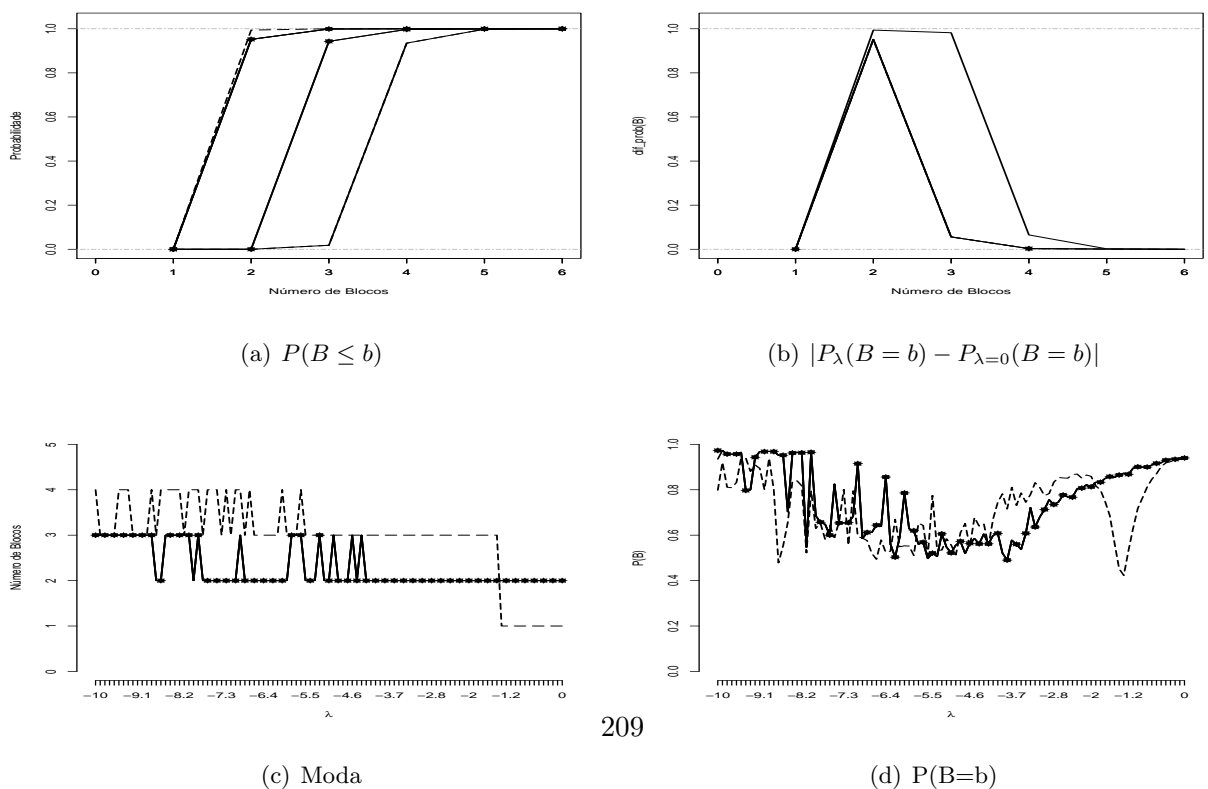 Probabilidade
0.0 0.2 0.4 0.6 0.8 1.0
0 1 2 3 4 5 6
Número de Blocos
(a) P(B ≤ b)
dif_prob(B)
0.0 0.2 0.4 0.6 0.8 1.0
0 1 2 3 4 5 6
Número de Blocos
(b) |Pλ(B = b) − Pλ=0(B = b)|
Número de Blocos
0 1 2 3 4 5
−10 −9.1 −8.2 −7.3 −6.4 −5.5 −4.6 −3.7 −2.8 −2 −1.2 0
λ
(c) Moda
P(B)
0.0 0.2 0.4 0.6 0.8 1.0
−10 −9.1 −8.2 −7.3 −6.4 −5.5 −4.6 −3.7 −2.8 −2 −1.2 0
λ
(d) P(B=b)
209